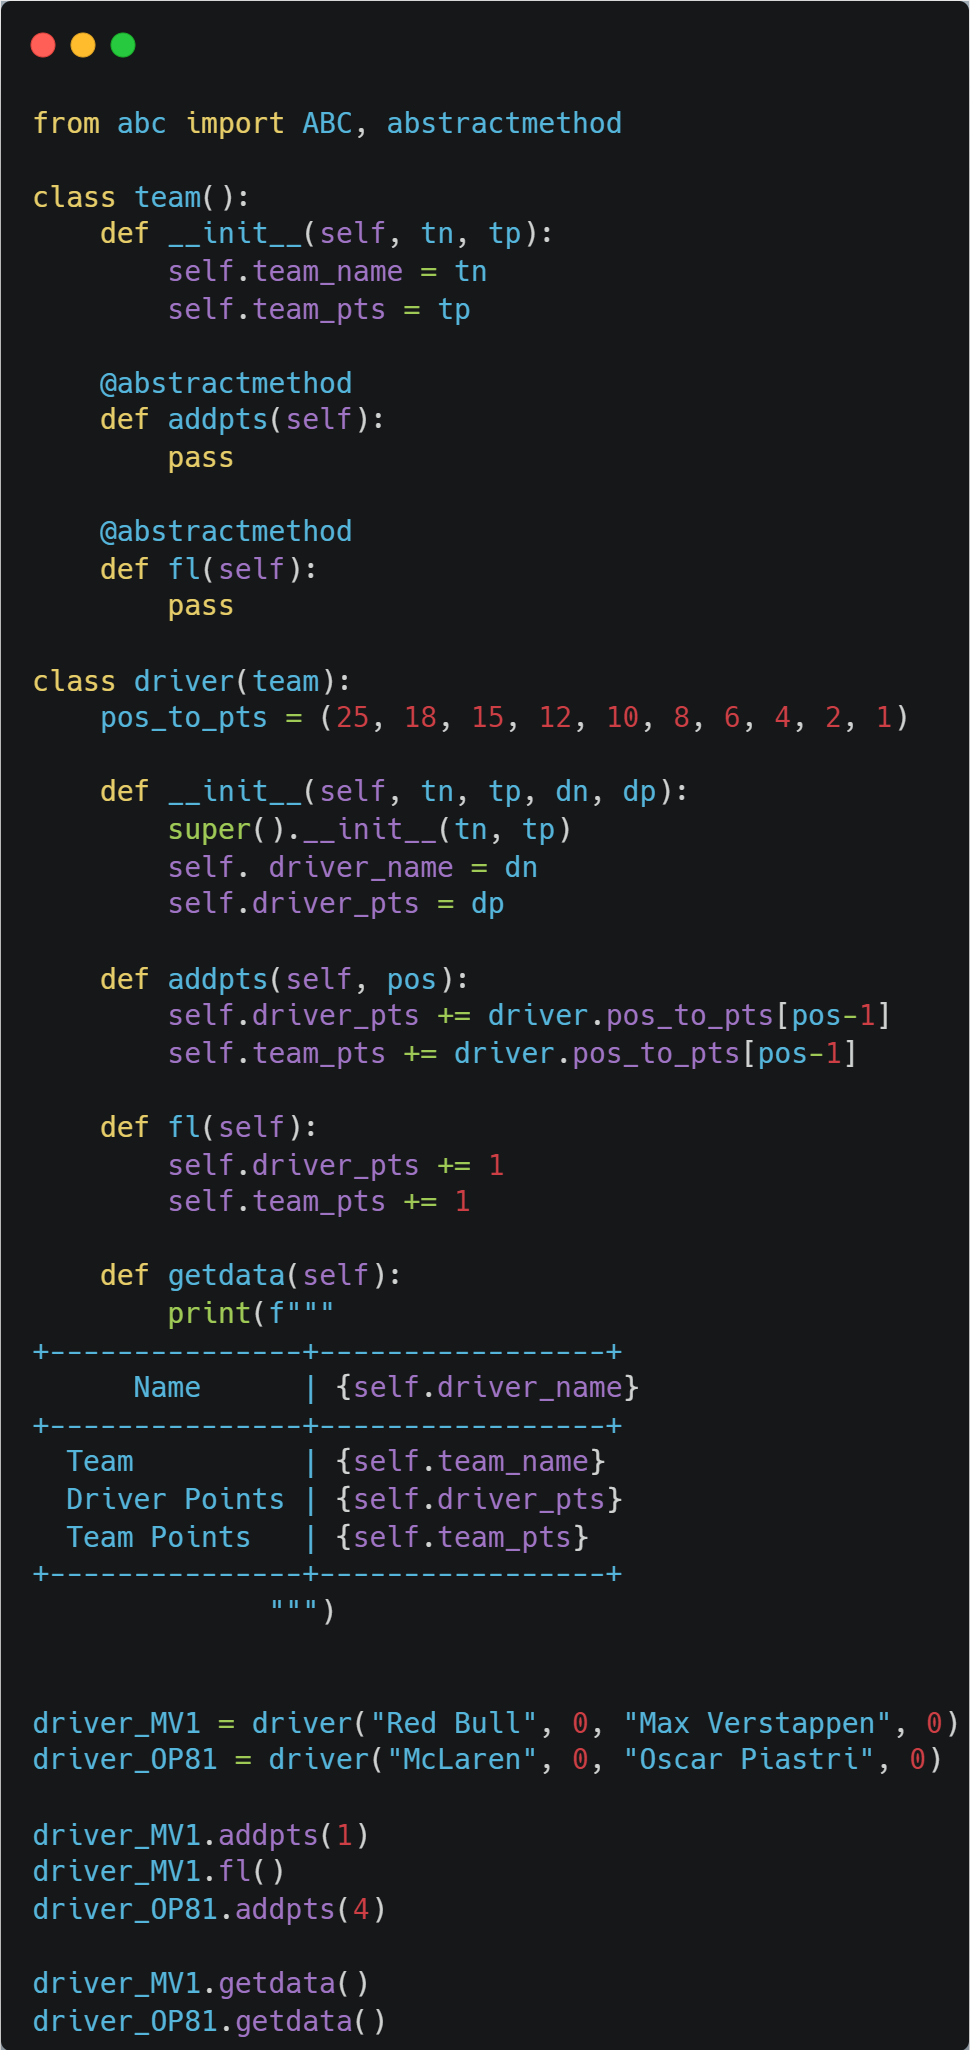 from abc import ABC, abstractmethod

class team():
    def __init__(self, tn, tp):
        self.team_name = tn
        self.team_pts = tp

    @abstractmethod
    def addpts(self):
        pass

    @abstractmethod
    def fl(self):
        pass

class driver(team):
    pos_to_pts = (25, 18, 15, 12, 10, 8, 6, 4, 2, 1)

    def __init__(self, tn, tp, dn, dp):
        super().__init__(tn, tp)
        self. driver_name = dn
        self.driver_pts = dp

    def addpts(self, pos):
        self.driver_pts += driver.pos_to_pts[pos-1]
        self.team_pts += driver.pos_to_pts[pos-1]

    def fl(self):
        self.driver_pts += 1
        self.team_pts += 1

    def getdata(self):
        print(f"""
+---------------+-----------------+
      Name      | {self.driver_name}
+---------------+-----------------+
  Team          | {self.team_name}
  Driver Points | {self.driver_pts}
  Team Points   | {self.team_pts}
+---------------+-----------------+
              """)


driver_MV1 = driver("Red Bull", 0, "Max Verstappen", 0)
driver_OP81 = driver("McLaren", 0, "Oscar Piastri", 0)

driver_MV1.addpts(1)
driver_MV1.fl()
driver_OP81.addpts(4)

driver_MV1.getdata()
driver_OP81.getdata()